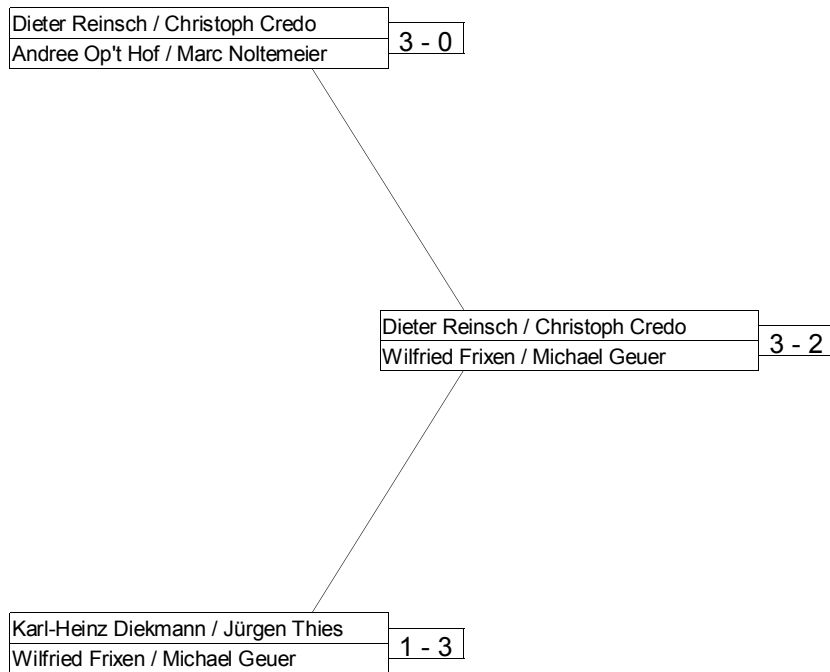 Dieter Reinsch / Christoph Credo
Andree Op't Hof / Marc Noltemeier
3 - 0
Dieter Reinsch / Christoph Credo
Wilfried Frixen / Michael Geuer
3 - 2
Karl-Heinz Diekmann / Jürgen Thies
Wilfried Frixen / Michael Geuer
1 - 3